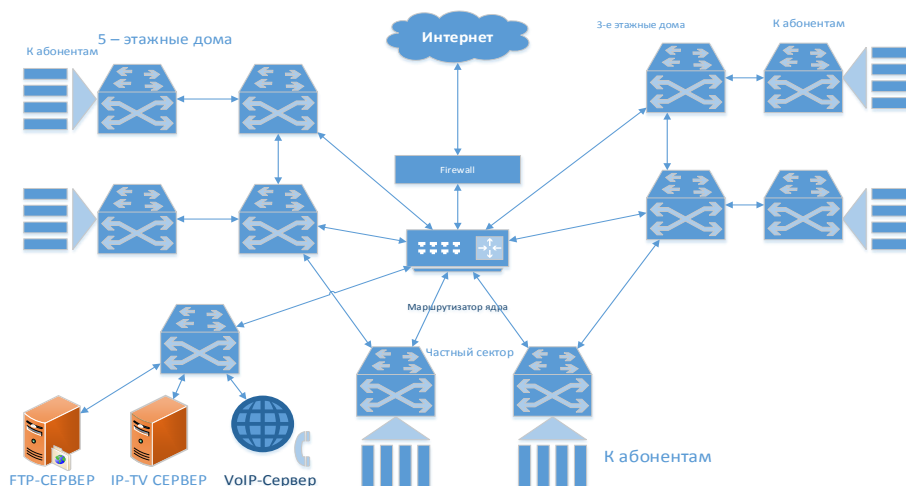 5 – этажные дома
К абонентам
Интернет
3-е этажные дома
К абонентам
Firewall
Маршрутизатор ядра
Частный сектор
К абонентам
FTP-СЕРВЕР
IP-TV СЕРВЕР
VoIP-Сервер